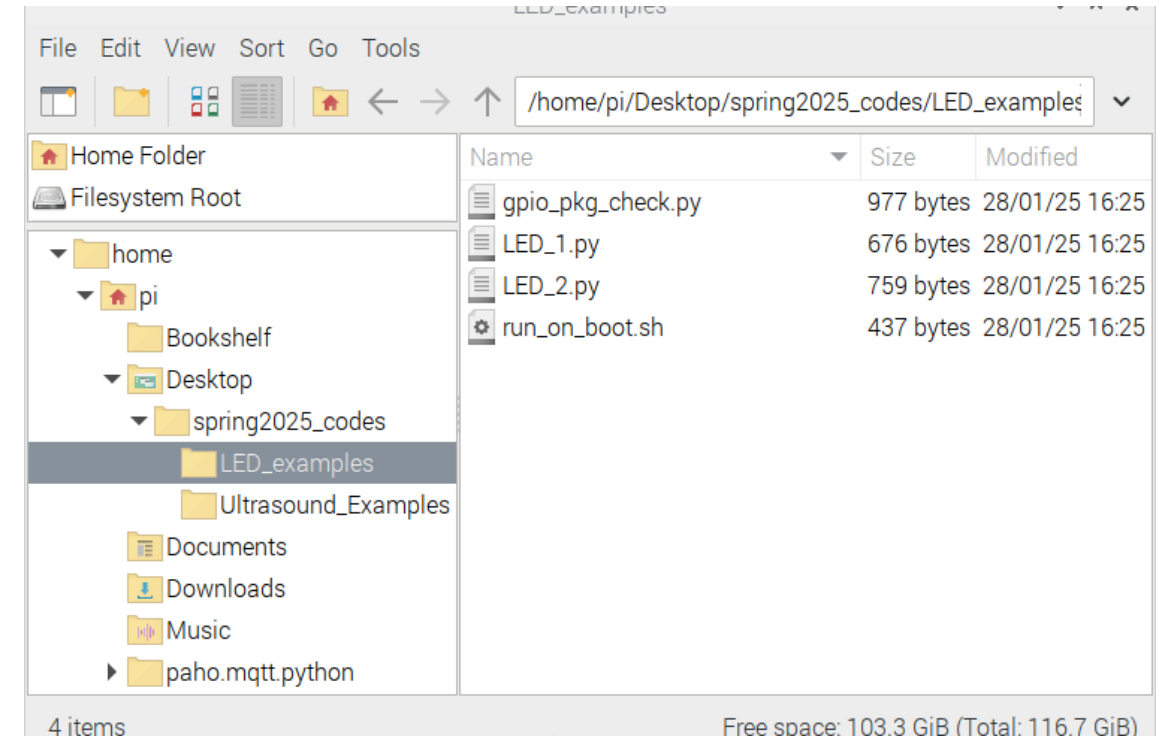 LED_examples
File Edit View Sort Go Tools
/home/pi/Desktop/spring2025_codes/LED_examples
Home Folder
Filesystem Root
home
pi
Bookshelf
Desktop
spring2025_codes
LED_examples
Ultrasound_Examples
Documents
Downloads
Music
paho.mqtt.python
Name Size Modified
gpio_pkg_check.py 977 bytes 28/01/25 16:25
LED_1.py 676 bytes 28/01/25 16:25
LED_2.py 759 bytes 28/01/25 16:25
run_on_boot.sh 437 bytes 28/01/25 16:25
4 items Free space: 103.3 GiB (Total: 116.7 GiB)